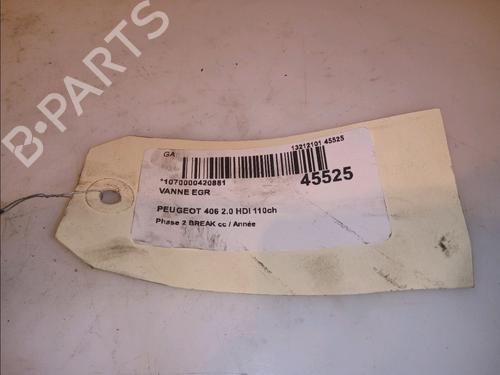 B-PARTS
GA
13212101 45525
*1070000420881
45525
VANNE EGR
PEUGEOT 406 2.0 HDI 110ch
Phase 2 BREAK cc / Année